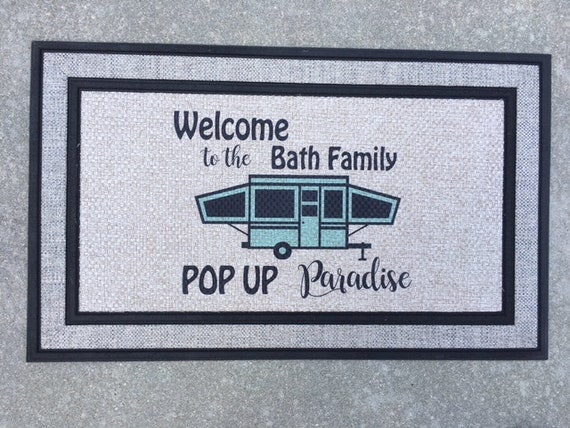 Welcome
to the Bath Family
POP UP Paradise